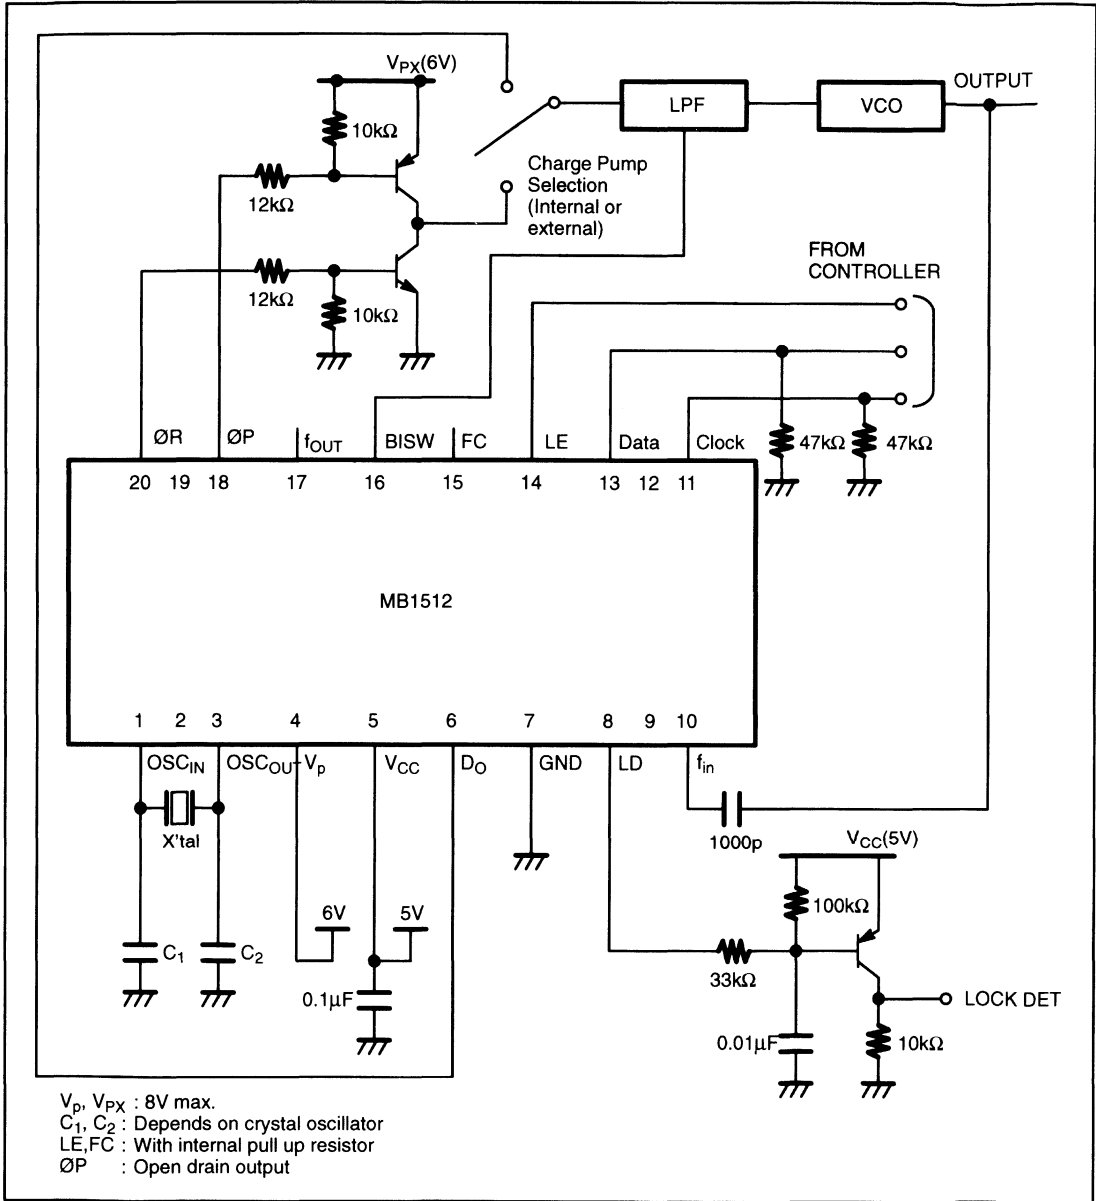 VPX(6V)
OUTPUT
LPF
VCO
10kΩ
12kΩ
Charge Pump
Selection
(Internal or
external)
12kΩ
10kΩ
FROM
CONTROLLER
47kΩ
47kΩ
ØR
ØP
fOUT
BISW
FC
LE
Data
Clock
20
19
18
17
16
15
14
13
12
11
MB1512
1
2
3
4
5
6
7
8
9
10
OSCIN
OSCOUT
Vp
VCC
DO
GND
LD
fin
X'tal
1000p
VCC(5V)
6V
5V
100kΩ
C1
C2
33kΩ
0.1µF
LOCK DET
0.01µF
10kΩ
Vp, VPX : 8V max.
C1, C2 : Depends on crystal oscillator
LE,FC : With internal pull up resistor
ØP : Open drain output